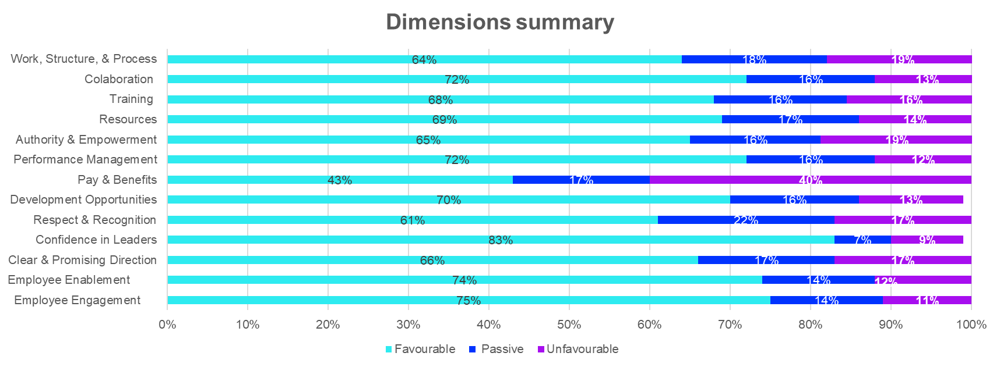 Dimensions summary
Work, Structure, & Process 64% 18% 19%
Colaboration 72% 16% 13%
Training 68% 16% 16%
Resources 69% 17% 14%
Authority & Empowerment 65% 16% 19%
Performance Management 72% 16% 12%
Pay & Benefits 43% 17% 40%
Development Opportunities 70% 16% 13%
Respect & Recognition 61% 22% 17%
Confidence in Leaders 83% 7% 9%
Clear & Promising Direction 66% 17% 17%
Employee Enablement 74% 14% 12%
Employee Engagement 75% 14% 11%
0% 10% 20% 30% 40% 50% 60% 70% 80% 90% 100%
Favourable Passive Unfavourable